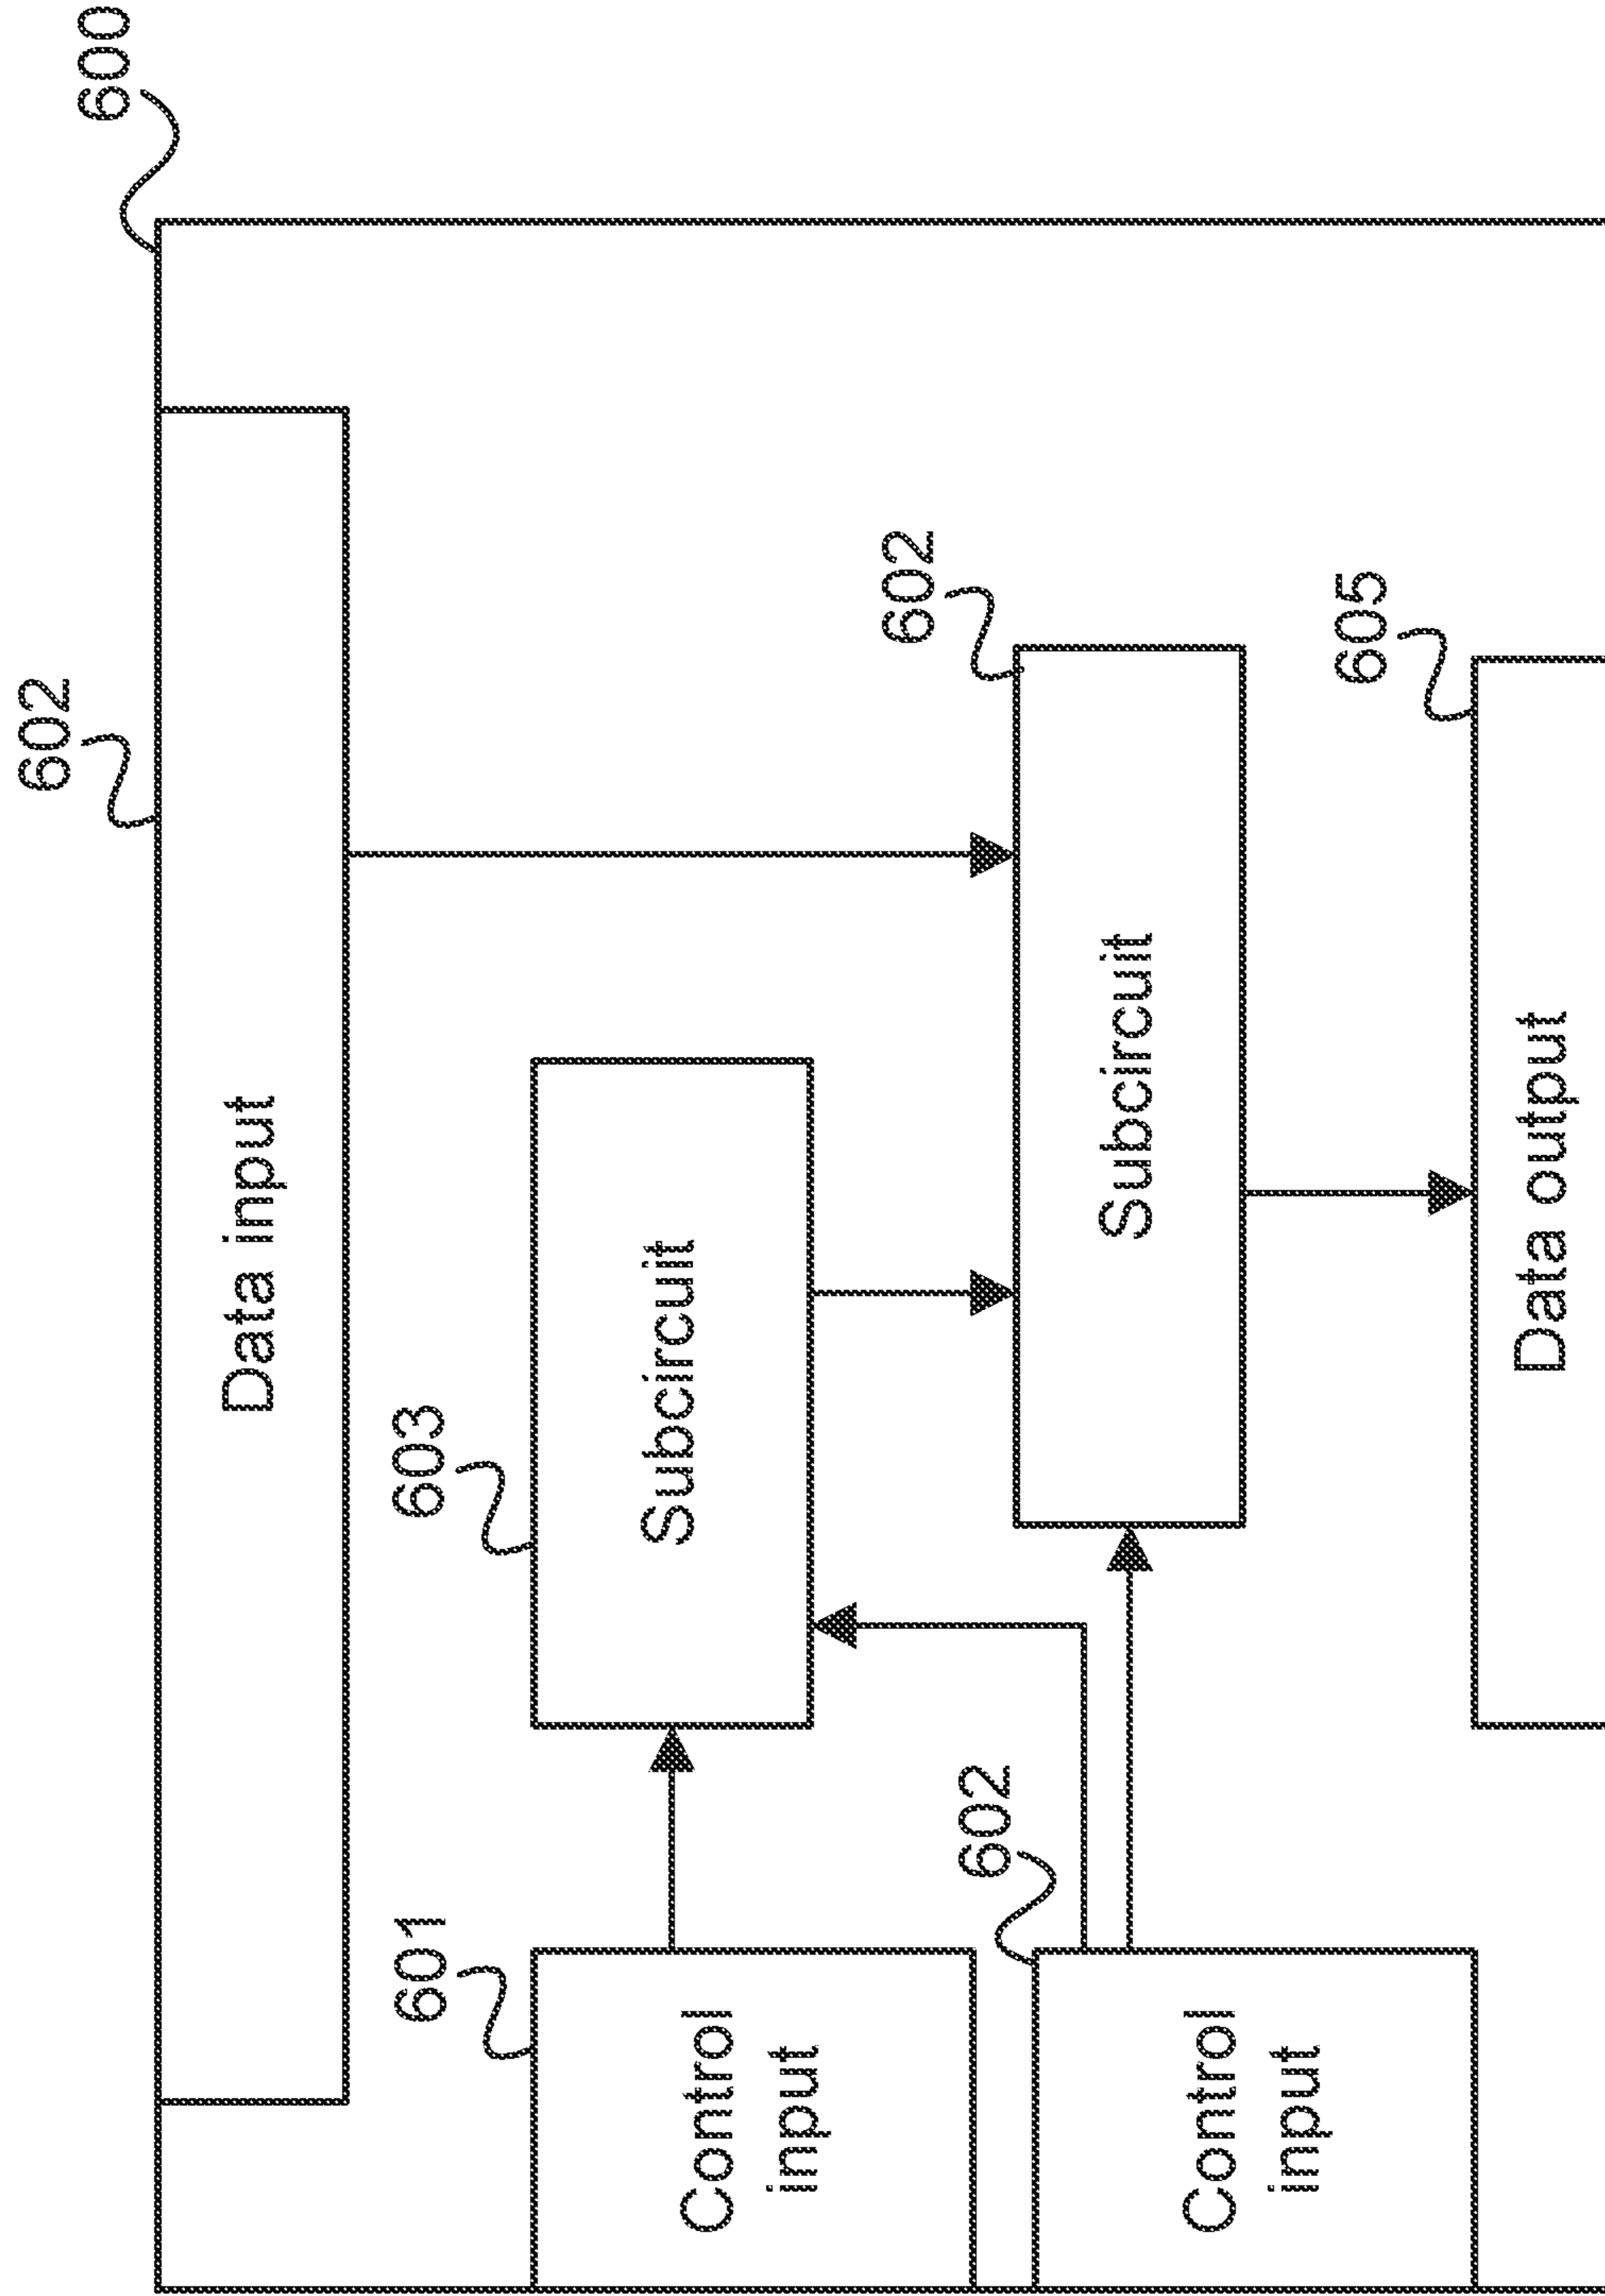 602
600
Data input
601
603
Control
input
Subcircuit
602
602
Control
input
Subcircuit
605
Data output